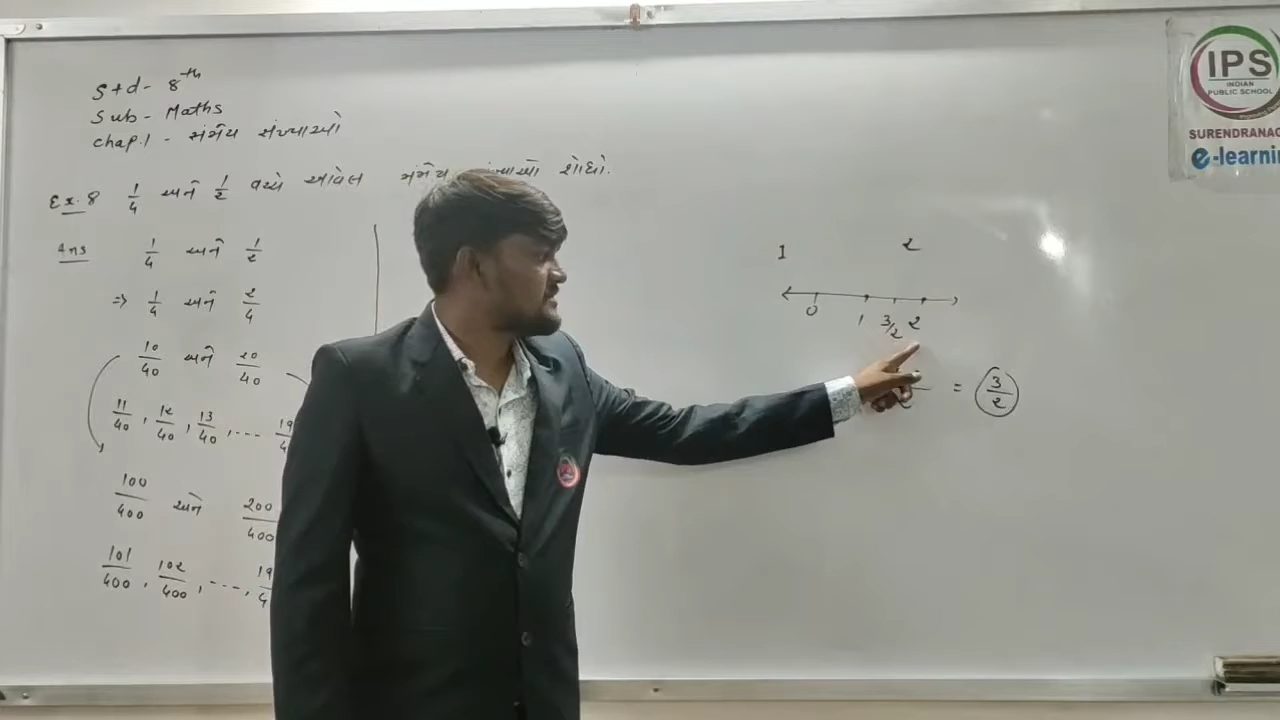 Std - 8th
Sub - Maths
Chap.1 - સંમેય સંખ્યાઓ
Ex. 8 1/4 અને 1/2 વચ્ચે આવેલ સંમેય સંખ્યાઓ શોધો.
Ans 1/4 અને 1/2
⇒ 1/4 અને 2/4
10/40 અને 20/40
11/40, 12/40, 13/40, ....
100/400 અને 200/400
101/400, 102/400, ....,
1 2
0 1 3/2 2
= 3/2
IPS
INDIAN
PUBLIC SCHOOL
e-learnin